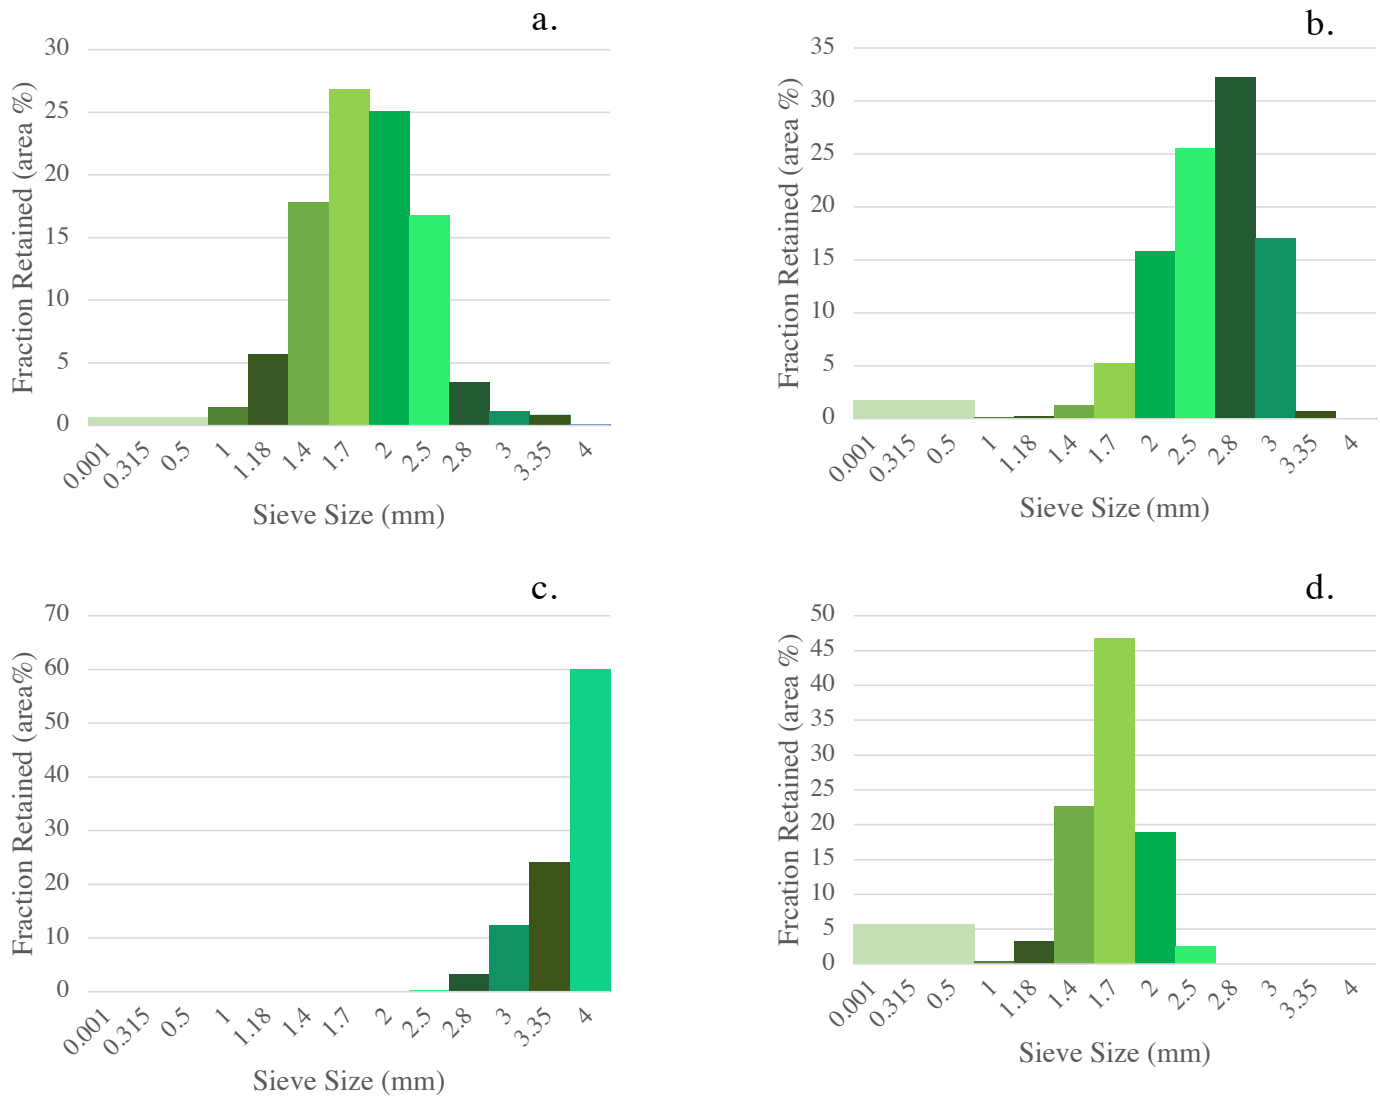 a.
30
25
20
15
10
5
0
Fraction Retained (area %)
0.001 0.315 0.5 1 1.18 1.4 1.7 2 2.5 2.8 3 3.35 4
Sieve Size (mm)
b.
35
30
25
20
15
10
5
0
Fraction Retained (area %)
0.001 0.315 0.5 1 1.18 1.4 1.7 2 2.5 2.8 3 3.35 4
Sieve Size (mm)
c.
70
60
50
40
30
20
10
0
Fraction Retained (area%)
0.001 0.315 0.5 1 1.18 1.4 1.7 2 2.5 2.8 3 3.35 4
Sieve Size (mm)
d.
50
45
40
35
30
25
20
15
10
5
0
Frcation Retained (area %)
0.001 0.315 0.5 1 1.18 1.4 1.7 2 2.5 2.8 3 3.35 4
Sieve Size (mm)